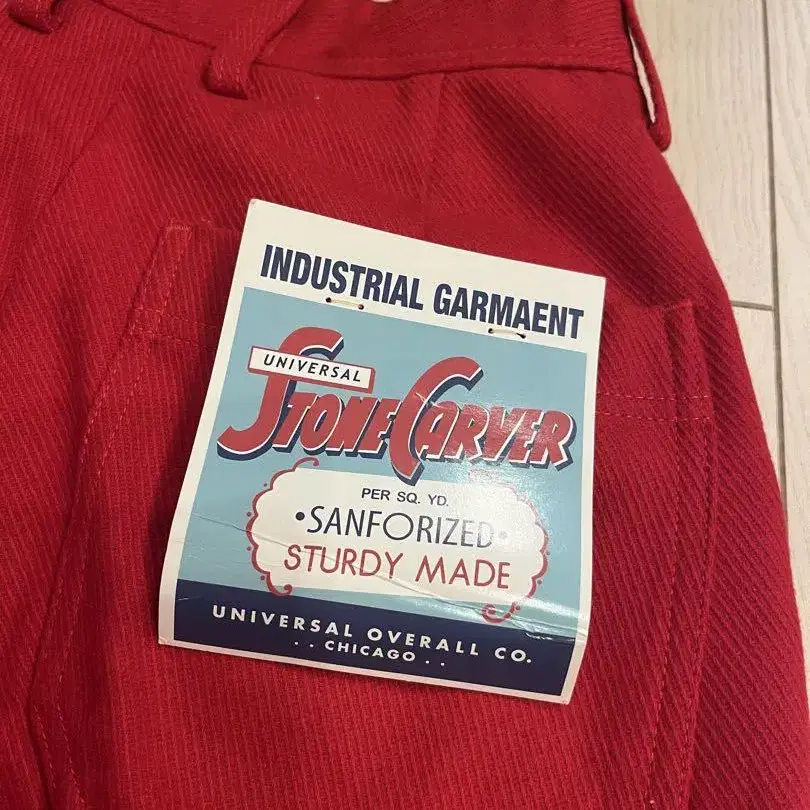 INDUSTRIAL GARMAENT
UNIVERSAL
STONE CARVER
PER SQ. YD.
•SANFORIZED•
STURDY MADE
UNIVERSAL OVERALL CO.
·· CHICAGO ··